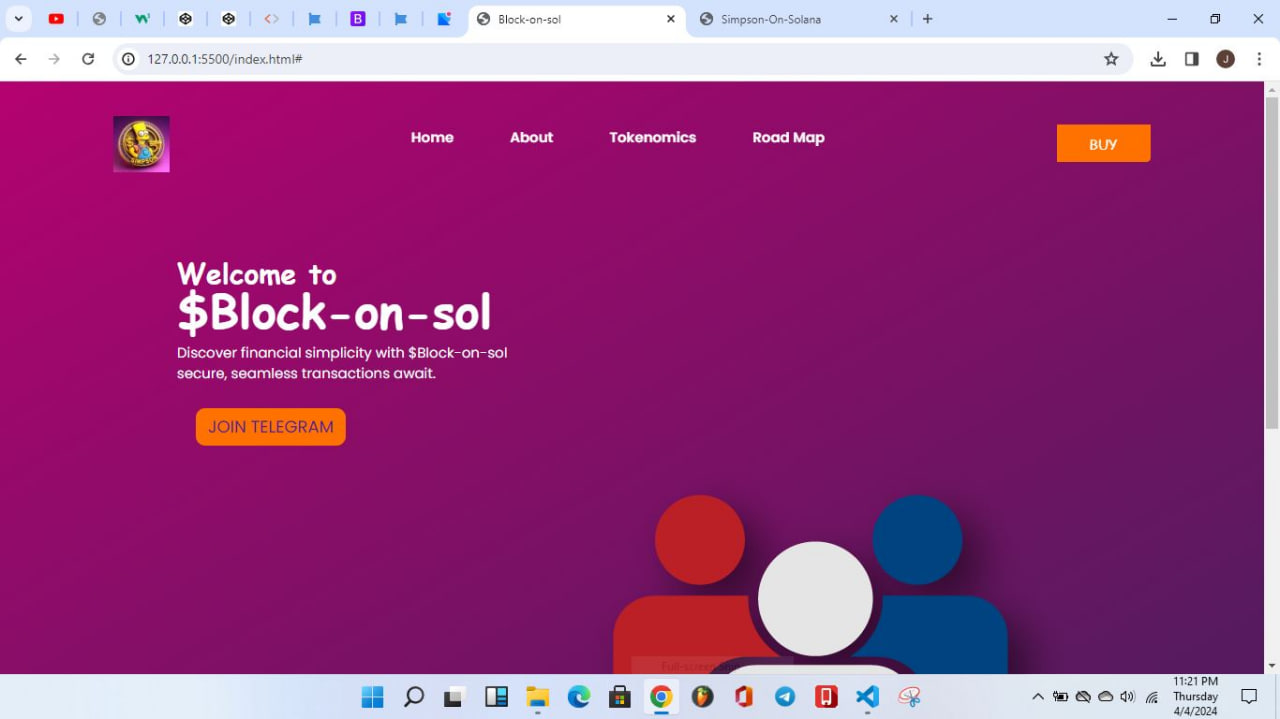 Block-on-sol
Simpson-On-Solana
127.0.0.1:5500/index.html#
J
SIMPSON
Home
About
Tokenomics
Road Map
BUY
Welcome to
$Block-on-sol
Discover financial simplicity with $Block-on-sol
secure, seamless transactions await.
JOIN TELEGRAM
11:21 PM
Thursday
4/4/2024